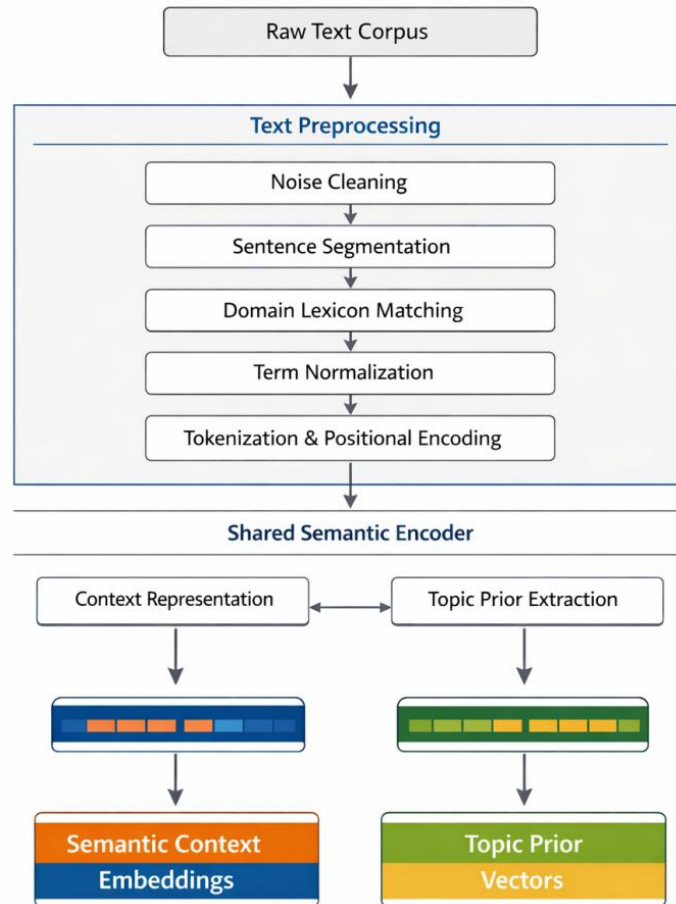 Raw Text Corpus
Text Preprocessing
Noise Cleaning
Sentence Segmentation
Domain Lexicon Matching
Term Normalization
Tokenization & Positional Encoding
Shared Semantic Encoder
Context Representation
Topic Prior Extraction
Semantic Context
Embeddings
Topic Prior
Vectors